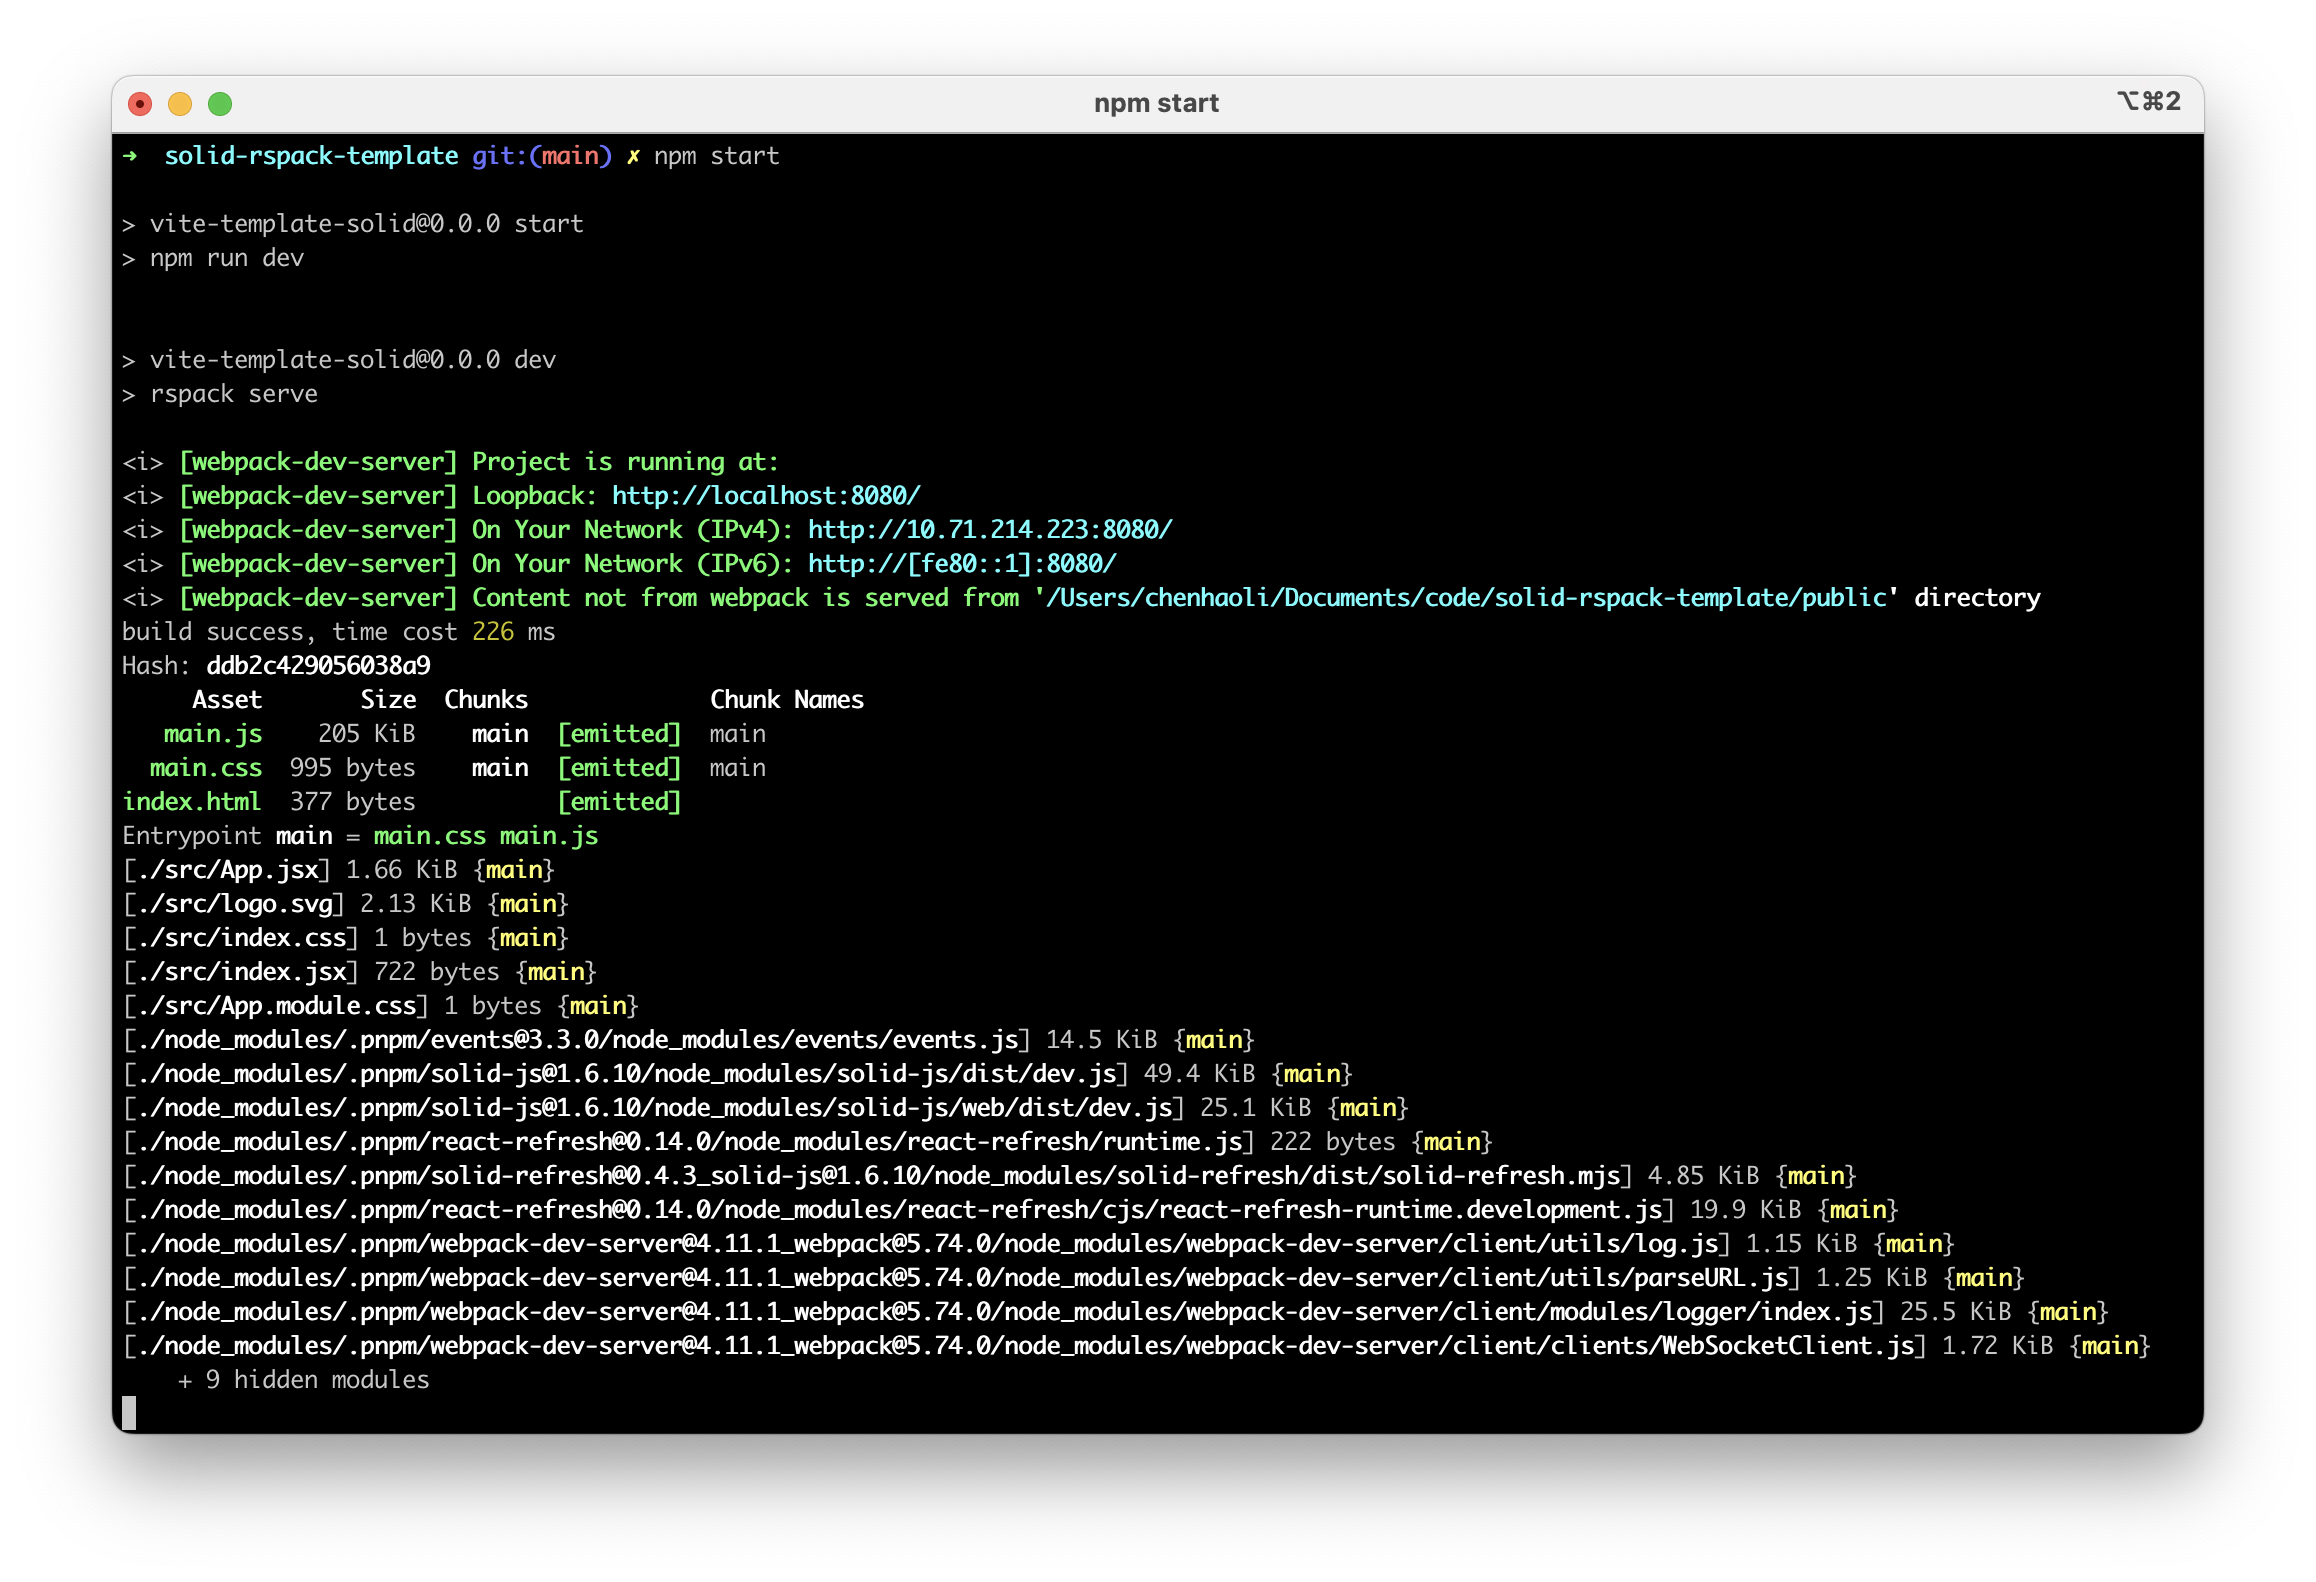 npm start
⌥⌘2
➜  solid-rspack-template git:(main) ✗ npm start
> vite-template-solid@0.0.0 start
> npm run dev
> vite-template-solid@0.0.0 dev
> rspack serve
<i> [webpack-dev-server] Project is running at:
<i> [webpack-dev-server] Loopback: http://localhost:8080/
<i> [webpack-dev-server] On Your Network (IPv4): http://10.71.214.223:8080/
<i> [webpack-dev-server] On Your Network (IPv6): http://[fe80::1]:8080/
<i> [webpack-dev-server] Content not from webpack is served from '/Users/chenhaoli/Documents/code/solid-rspack-template/public' directory
build success, time cost 226 ms
Hash: ddb2c429056038a9
     Asset       Size  Chunks             Chunk Names
   main.js    205 KiB    main  [emitted]  main
  main.css  995 bytes    main  [emitted]  main
index.html  377 bytes          [emitted]
Entrypoint main = main.css main.js
[./src/App.jsx] 1.66 KiB {main}
[./src/logo.svg] 2.13 KiB {main}
[./src/index.css] 1 bytes {main}
[./src/index.jsx] 722 bytes {main}
[./src/App.module.css] 1 bytes {main}
[./node_modules/.pnpm/events@3.3.0/node_modules/events/events.js] 14.5 KiB {main}
[./node_modules/.pnpm/solid-js@1.6.10/node_modules/solid-js/dist/dev.js] 49.4 KiB {main}
[./node_modules/.pnpm/solid-js@1.6.10/node_modules/solid-js/web/dist/dev.js] 25.1 KiB {main}
[./node_modules/.pnpm/react-refresh@0.14.0/node_modules/react-refresh/runtime.js] 222 bytes {main}
[./node_modules/.pnpm/solid-refresh@0.4.3_solid-js@1.6.10/node_modules/solid-refresh/dist/solid-refresh.mjs] 4.85 KiB {main}
[./node_modules/.pnpm/react-refresh@0.14.0/node_modules/react-refresh/cjs/react-refresh-runtime.development.js] 19.9 KiB {main}
[./node_modules/.pnpm/webpack-dev-server@4.11.1_webpack@5.74.0/node_modules/webpack-dev-server/client/utils/log.js] 1.15 KiB {main}
[./node_modules/.pnpm/webpack-dev-server@4.11.1_webpack@5.74.0/node_modules/webpack-dev-server/client/utils/parseURL.js] 1.25 KiB {main}
[./node_modules/.pnpm/webpack-dev-server@4.11.1_webpack@5.74.0/node_modules/webpack-dev-server/client/modules/logger/index.js] 25.5 KiB {main}
[./node_modules/.pnpm/webpack-dev-server@4.11.1_webpack@5.74.0/node_modules/webpack-dev-server/client/clients/WebSocketClient.js] 1.72 KiB {main}
    + 9 hidden modules